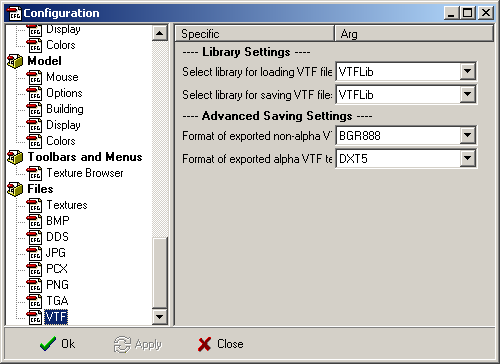 Configuration
Display
Colors
Model
Mouse
Options
Building
Display
Colors
Toolbars and Menus
Texture Browser
Files
Textures
BMP
DDS
JPG
PCX
PNG
TGA
VTF
Specific Arg
---- Library Settings ----
Select library for loading VTF file VTFLib
Select library for saving VTF file: VTFLib
---- Advanced Saving Settings ----
Format of exported non-alpha V BGR888
Format of exported alpha VTF te DXT5
Ok Apply Close